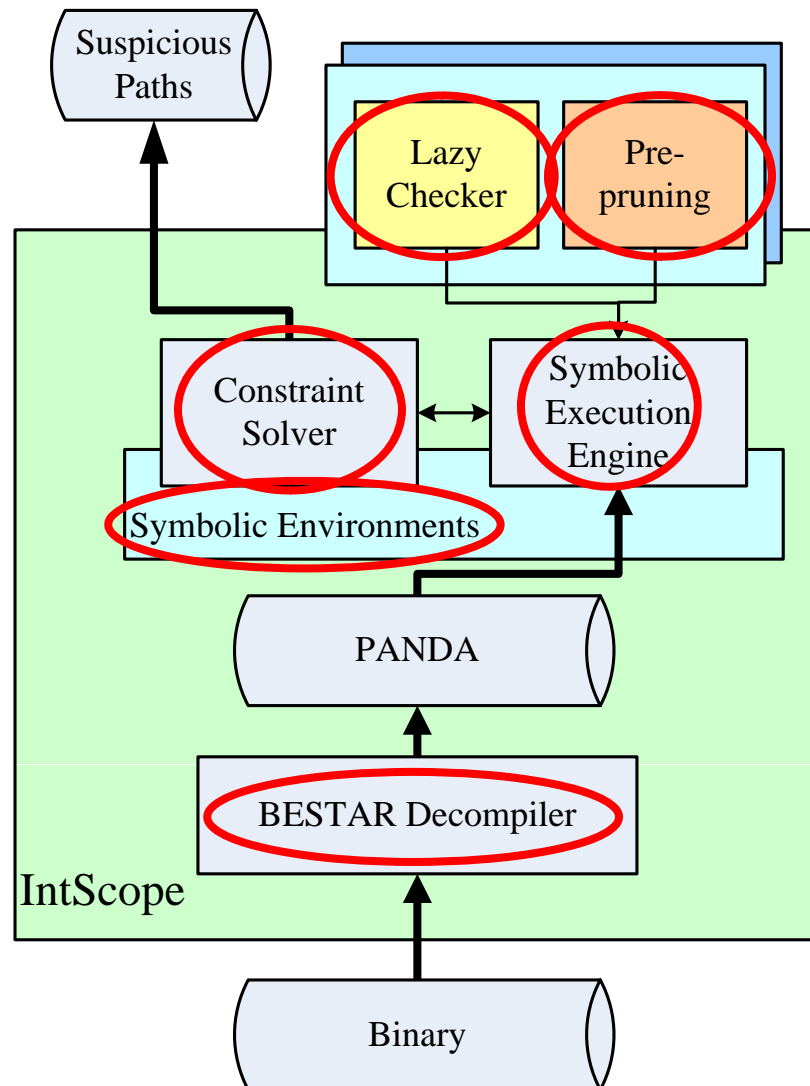 Suspicious
Paths
Lazy
Checker
Pre-
pruning
Constraint
Solver
Symbolic
Execution
Engine
Symbolic Environments
PANDA
BESTAR Decompiler
IntScope
Binary